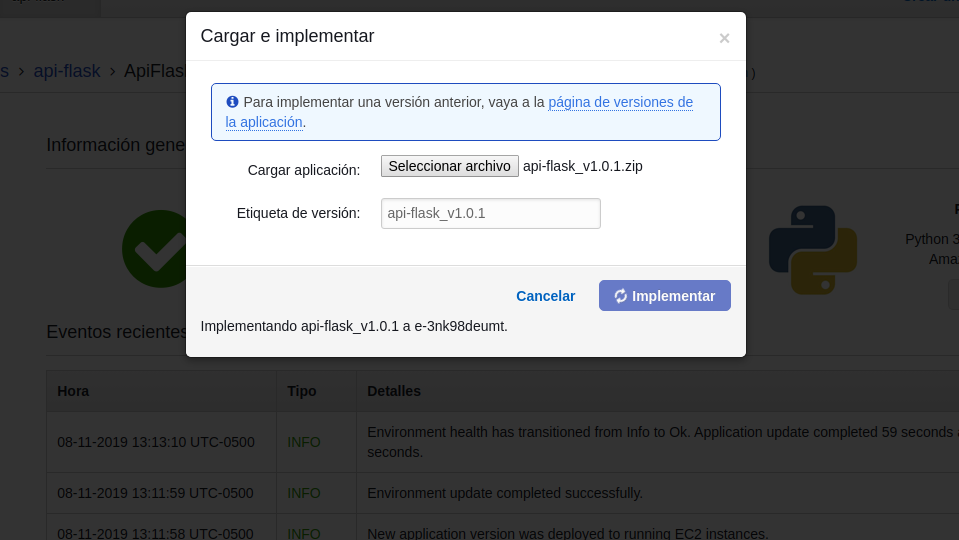 Cargar e implementar
×
s › api-flask › ApiFlas
Para implementar una versión anterior, vaya a la página de versiones de
la aplicación.
Información gene
Cargar aplicación: Seleccionar archivo api-flask_v1.0.1.zip
Etiqueta de versión: api-flask_v1.0.1
Python 3
Ama
Cancelar Implementar
Implementando api-flask_v1.0.1 a e-3nk98deumt.
Eventos recientes
Hora Tipo Detalles
08-11-2019 13:13:10 UTC-0500 INFO Environment health has transitioned from Info to Ok. Application update completed 59 seconds a
seconds.
08-11-2019 13:11:59 UTC-0500 INFO Environment update completed successfully.
08-11-2019 13:11:58 UTC-0500 INFO New application version was deployed to running EC2 instances.